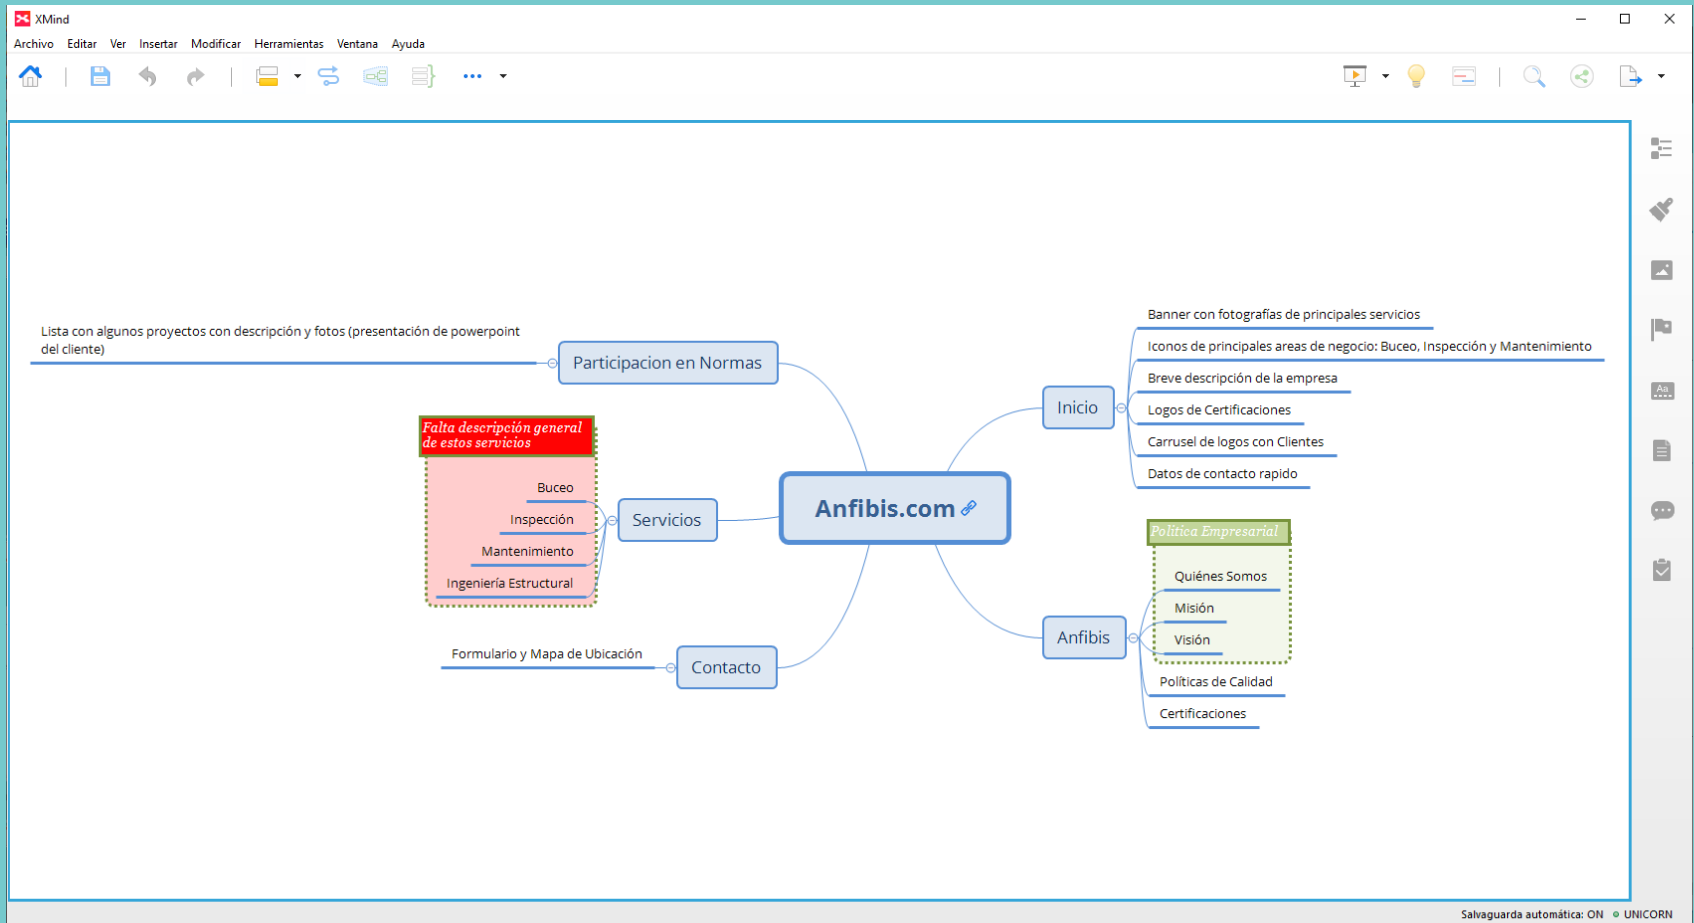 XMind
Archivo Editar Ver Insertar Modificar Herramientas Ventana Ayuda
Lista con algunos proyectos con descripción y fotos (presentación de powerpoint
del cliente)
Participacion en Normas
Falta descripción general
de estos servicios
Buceo
Inspección
Mantenimiento
Ingeniería Estructural
Servicios
Formulario y Mapa de Ubicación
Contacto
Anfibis.com
Inicio
Banner con fotografías de principales servicios
Iconos de principales areas de negocio: Buceo, Inspección y Mantenimiento
Breve descripción de la empresa
Logos de Certificaciones
Carrusel de logos con Clientes
Datos de contacto rapido
Anfibis
Politica Empresarial
Quiénes Somos
Misión
Visión
Políticas de Calidad
Certificaciones
Aa
Salvaguarda automática: ON UNICORN